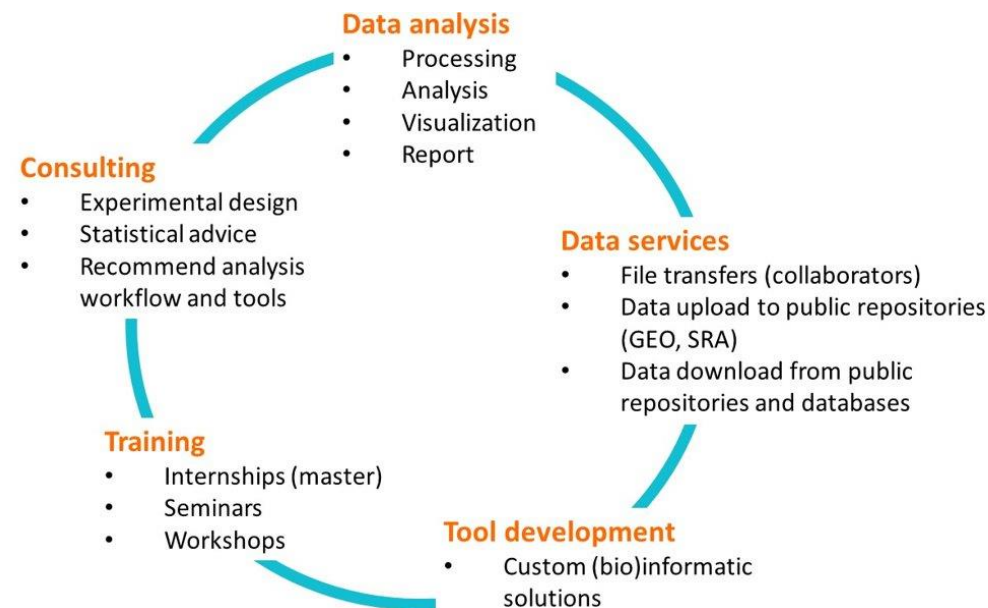 Data analysis
• Processing
• Analysis
• Visualization
• Report
Consulting
• Experimental design
• Statistical advice
• Recommend analysis
workflow and tools
Data services
• File transfers (collaborators)
• Data upload to public repositories
(GEO, SRA)
• Data download from public
repositories and databases
Training
• Internships (master)
• Seminars
• Workshops
Tool development
• Custom (bio)informatic
solutions